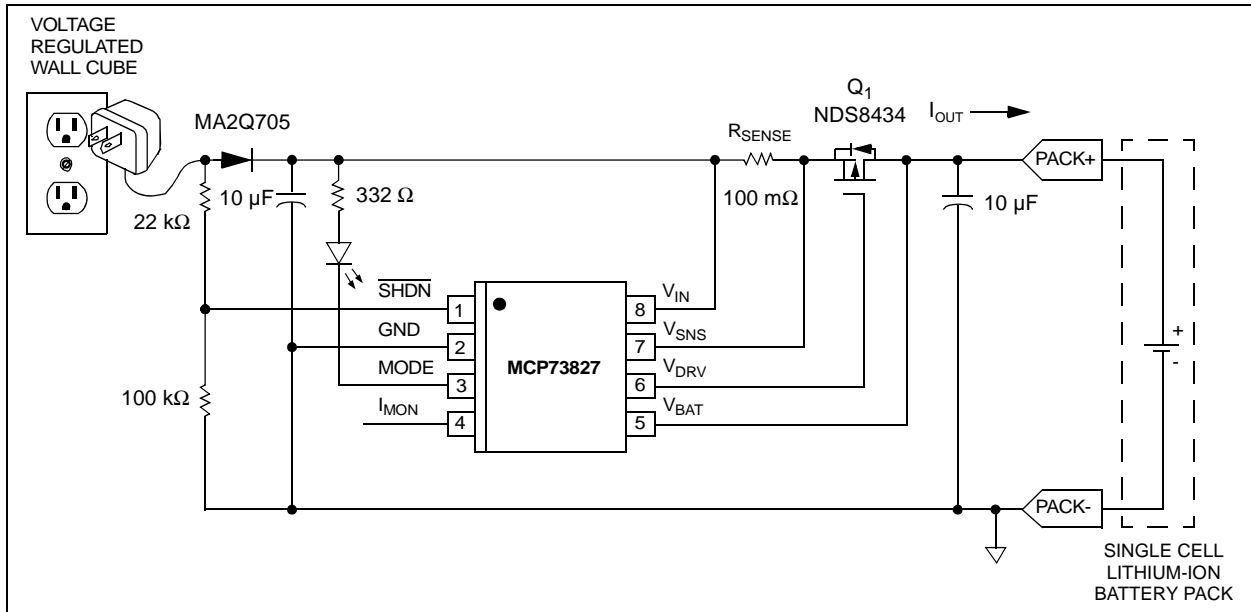 VOLTAGE
REGULATED
WALL CUBE
MA2Q705
22 kΩ
10 µF
332 Ω
100 kΩ
SHDN
GND
MODE
IMON
1
2
3
4
MCP73827
8
7
6
5
VIN
VSNS
VDRV
VBAT
RSENSE
100 mΩ
Q1
NDS8434
IOUT
10 µF
PACK+
PACK-
+
-
SINGLE CELL
LITHIUM-ION
BATTERY PACK